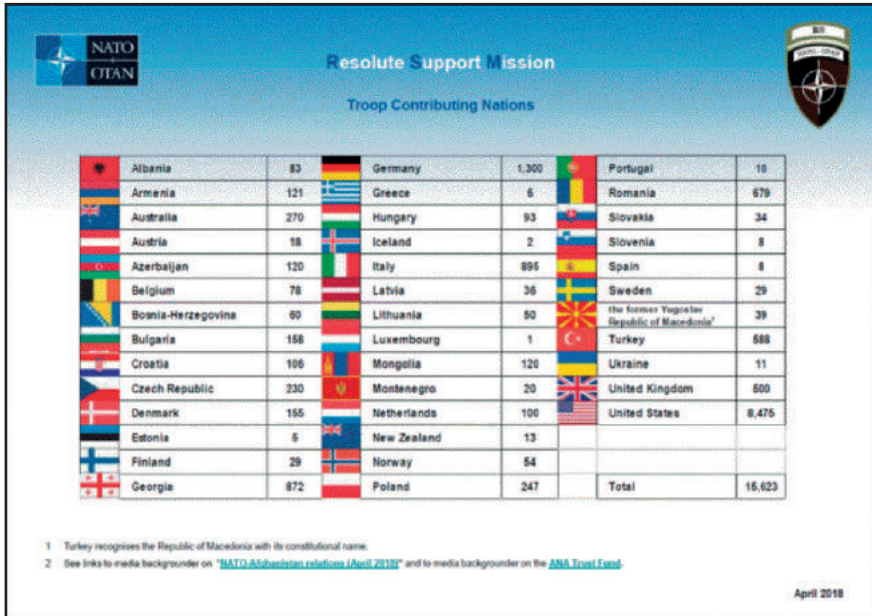 NATO
OTAN
Resolute Support Mission
Troop Contributing Nations
RS
NATO - OTAN
Albania 83 Germany 1,300 Portugal 10
Armenia 121 Greece 6 Romania 679
Australia 270 Hungary 93 Slovakia 34
Austria 18 Iceland 2 Slovenia 8
Azerbaijan 120 Italy 895 Spain 8
Belgium 78 Latvia 36 Sweden 29
Bosnia-Herzegovina 60 Lithuania 50 the former Yugoslav Republic of Macedonia¹ 39
Bulgaria 158 Luxembourg 1 Turkey 588
Croatia 106 Mongolia 120 Ukraine 11
Czech Republic 230 Montenegro 20 United Kingdom 500
Denmark 155 Netherlands 100 United States 8,475
Estonia 5 New Zealand 13
Finland 29 Norway 54
Georgia 872 Poland 247 Total 15,623
1 Turkey recognises the Republic of Macedonia with its constitutional name.
2 See links to media backgrounder on "NATO-Afghanistan relations (April 2018)" and to media backgrounder on the ANA Trust Fund.
April 2018